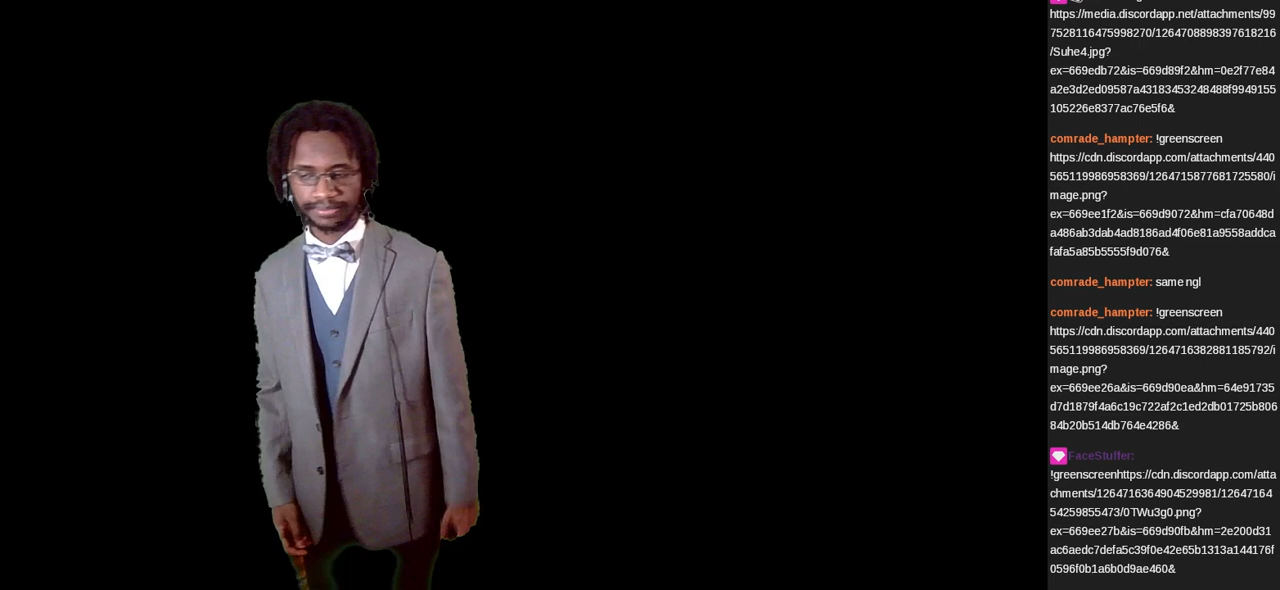 https://media.discordapp.net/attachments/99
7528116475998270/1264708898397618216
/Suhe4.jpg?
ex=669edb72&is=669d89f2&hm=0e2f77e84
a2e3d2ed09587a43183453248488f9949155
105226e8377ac76e5f6&
comrade_hampter: !greenscreen
https://cdn.discordapp.com/attachments/440
565119986958369/1264715877681725580/i
mage.png?
ex=669ee1f2&is=669d9072&hm=cfa70648d
a486ab3dab4ad8186ad4f06e81a9558addca
fafa5a85b5555f9d076&
comrade_hampter: same ngl
comrade_hampter: !greenscreen
https://cdn.discordapp.com/attachments/440
565119986958369/1264716382881185792/i
mage.png?
ex=669ee26a&is=669d90ea&hm=64e91735
d7d1879f4a6c19c722af2c1ed2db01725b806
84b20b514db764e4286&
FaceStuffer:
!greenscreenhttps://cdn.discordapp.com/atta
chments/1264716364904529981/12647164
54259855473/0TWu3g0.png?
ex=669ee27b&is=669d90fb&hm=2e200d31
ac6aedc7defa5c39f0e42e65b1313a144176f
0596f0b1a6b0d9ae460&